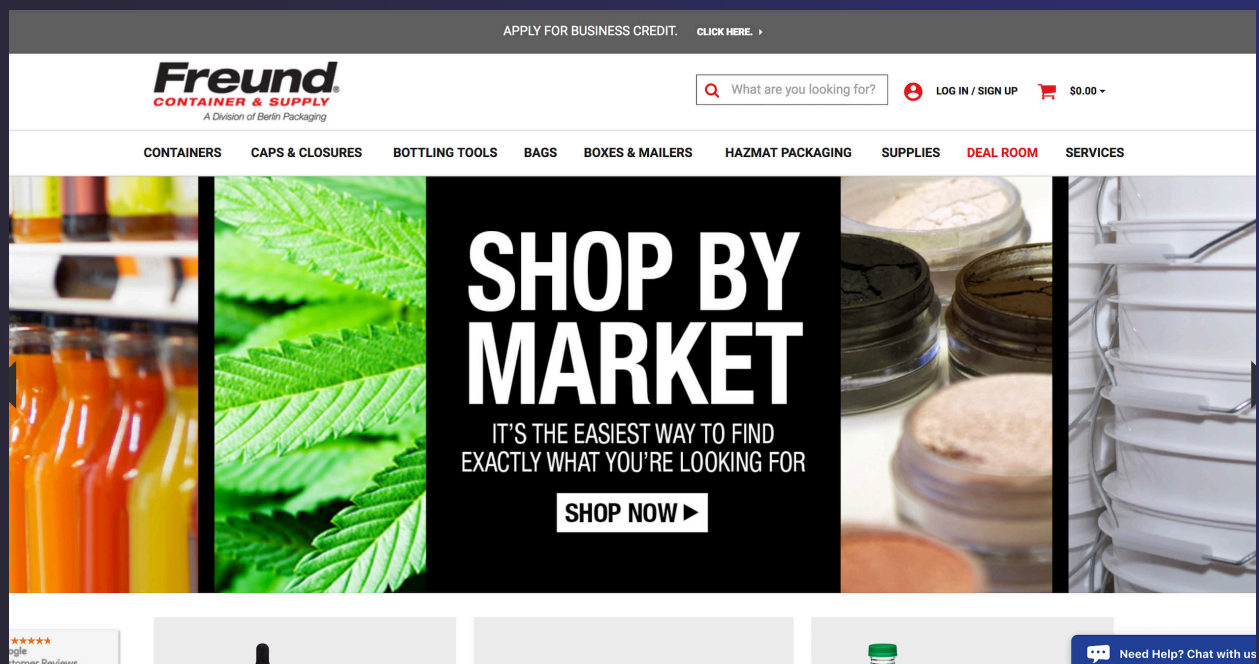 APPLY FOR BUSINESS CREDIT. CLICK HERE.
Freund®
CONTAINER & SUPPLY
A Division of Berlin Packaging
What are you looking for?
LOG IN / SIGN UP
$0.00
CONTAINERS CAPS & CLOSURES BOTTLING TOOLS BAGS BOXES & MAILERS HAZMAT PACKAGING SUPPLIES DEAL ROOM SERVICES
SHOP BY
MARKET
IT'S THE EASIEST WAY TO FIND
EXACTLY WHAT YOU'RE LOOKING FOR
SHOP NOW
ogle
stomer Reviews
Need Help? Chat with us